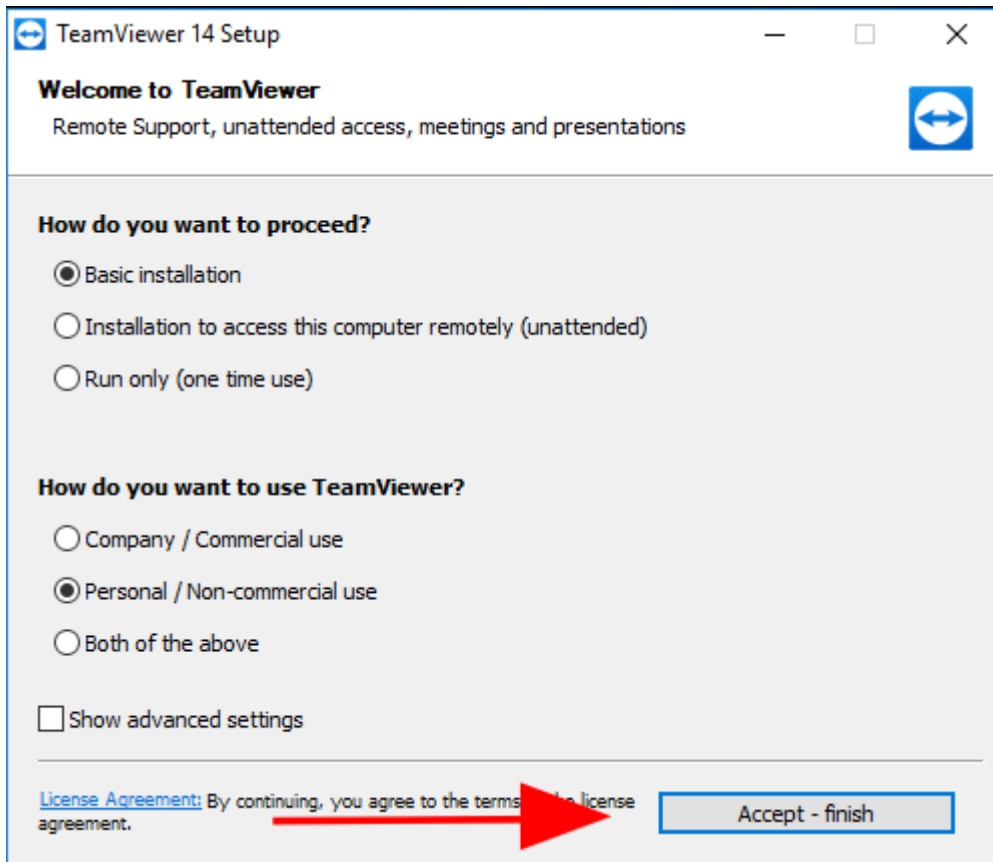 TeamViewer 14 Setup
Welcome to TeamViewer
Remote Support, unattended access, meetings and presentations
How do you want to proceed?
Basic installation
Installation to access this computer remotely (unattended)
Run only (one time use)
How do you want to use TeamViewer?
Company / Commercial use
Personal / Non-commercial use
Both of the above
Show advanced settings
License Agreement: By continuing, you agree to the terms license
agreement.
Accept - finish